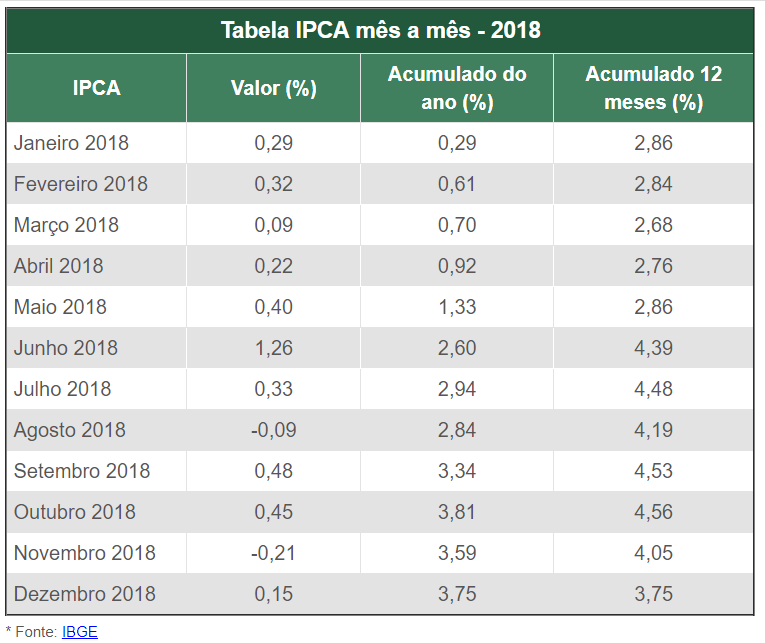 Tabela IPCA mês a mês - 2018
IPCA Valor (%) Acumulado do ano (%) Acumulado 12 meses (%)
Janeiro 2018 0,29 0,29 2,86
Fevereiro 2018 0,32 0,61 2,84
Março 2018 0,09 0,70 2,68
Abril 2018 0,22 0,92 2,76
Maio 2018 0,40 1,33 2,86
Junho 2018 1,26 2,60 4,39
Julho 2018 0,33 2,94 4,48
Agosto 2018 -0,09 2,84 4,19
Setembro 2018 0,48 3,34 4,53
Outubro 2018 0,45 3,81 4,56
Novembro 2018 -0,21 3,59 4,05
Dezembro 2018 0,15 3,75 3,75
* Fonte: IBGE